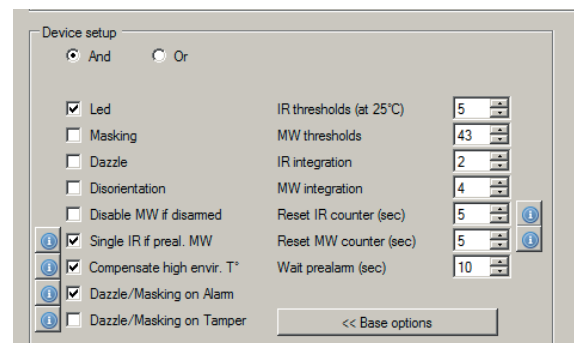 Device setup
And Or
Led IR thresholds (at 25°C) 5
Masking MW thresholds 43
Dazzle IR integration 2
Disorientation MW integration 4
Disable MW if disarmed Reset IR counter (sec) 5
Single IR if preal. MW Reset MW counter (sec) 5
Compensate high envir. T° Wait prealarm (sec) 10
Dazzle/Masking on Alarm
Dazzle/Masking on Tamper << Base options